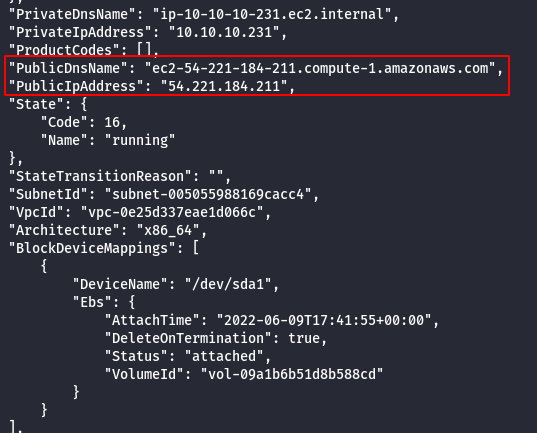 },
"PrivateDnsName": "ip-10-10-10-231.ec2.internal",
"PrivateIpAddress": "10.10.10.231",
"ProductCodes": [],
"PublicDnsName": "ec2-54-221-184-211.compute-1.amazonaws.com",
"PublicIpAddress": "54.221.184.211",
"State": {
    "Code": 16,
    "Name": "running"
},
"StateTransitionReason": "",
"SubnetId": "subnet-005055988169cacc4",
"VpcId": "vpc-0e25d337eae1d066c",
"Architecture": "x86_64",
"BlockDeviceMappings": [
    {
        "DeviceName": "/dev/sda1",
        "Ebs": {
            "AttachTime": "2022-06-09T17:41:55+00:00",
            "DeleteOnTermination": true,
            "Status": "attached",
            "VolumeId": "vol-09a1b6b51d8b588cd"
        }
    }
],